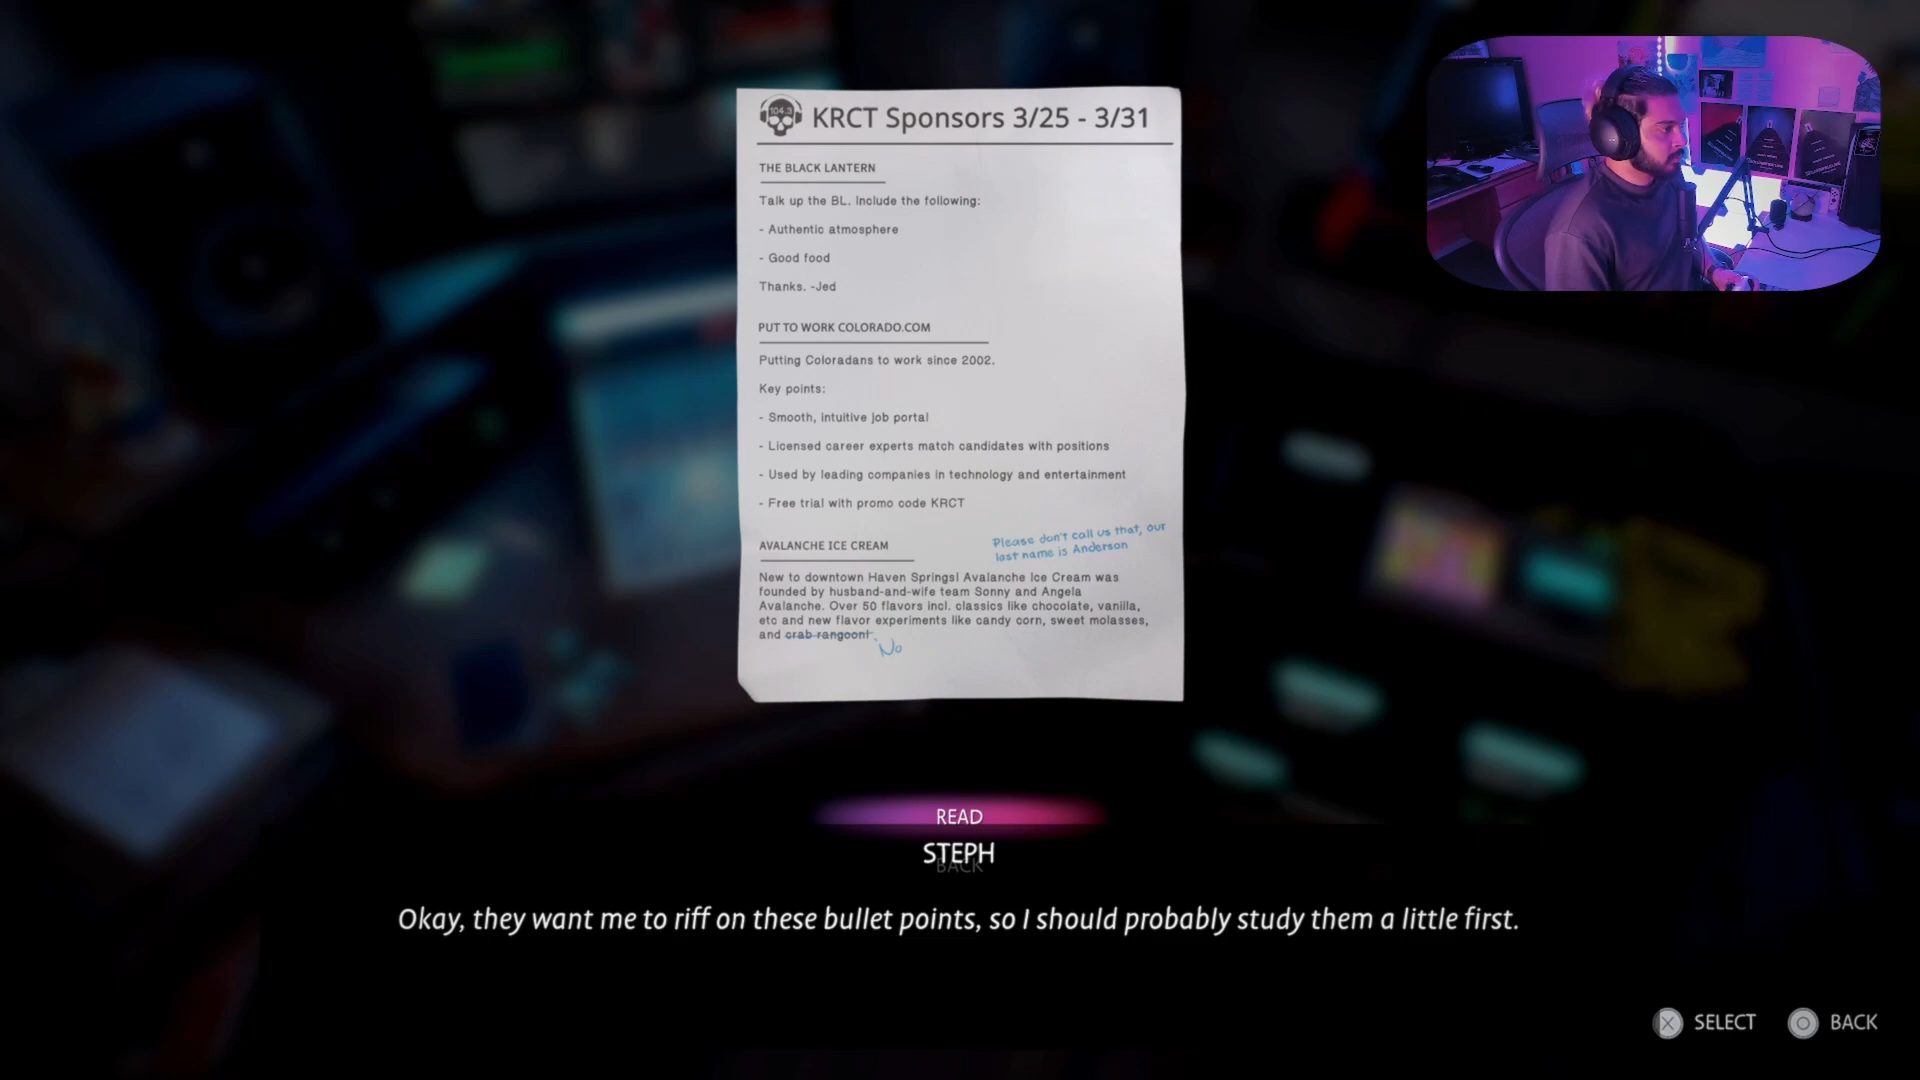 104.3
KRCT Sponsors 3/25 - 3/31
THE BLACK LANTERN
Talk up the BL. Include the following:
- Authentic atmosphere
- Good food
Thanks. -Jed
PUT TO WORK COLORADO.COM
Putting Coloradans to work since 2002.
Key points:
- Smooth, intuitive job portal
- Licensed career experts match candidates with positions
- Used by leading companies in technology and entertainment
- Free trial with promo code KRCT
Please don't call us that, our
last name is Anderson
AVALANCHE ICE CREAM
New to downtown Haven Springs! Avalanche Ice Cream was
founded by husband-and-wife team Sonny and Angela
Avalanche. Over 50 flavors incl. classics like chocolate, vanilla,
etc and new flavor experiments like candy corn, sweet molasses,
and crab rangoon!
No
READ
STEPH
BACK
Okay, they want me to riff on these bullet points, so I should probably study them a little first.
SELECT
BACK